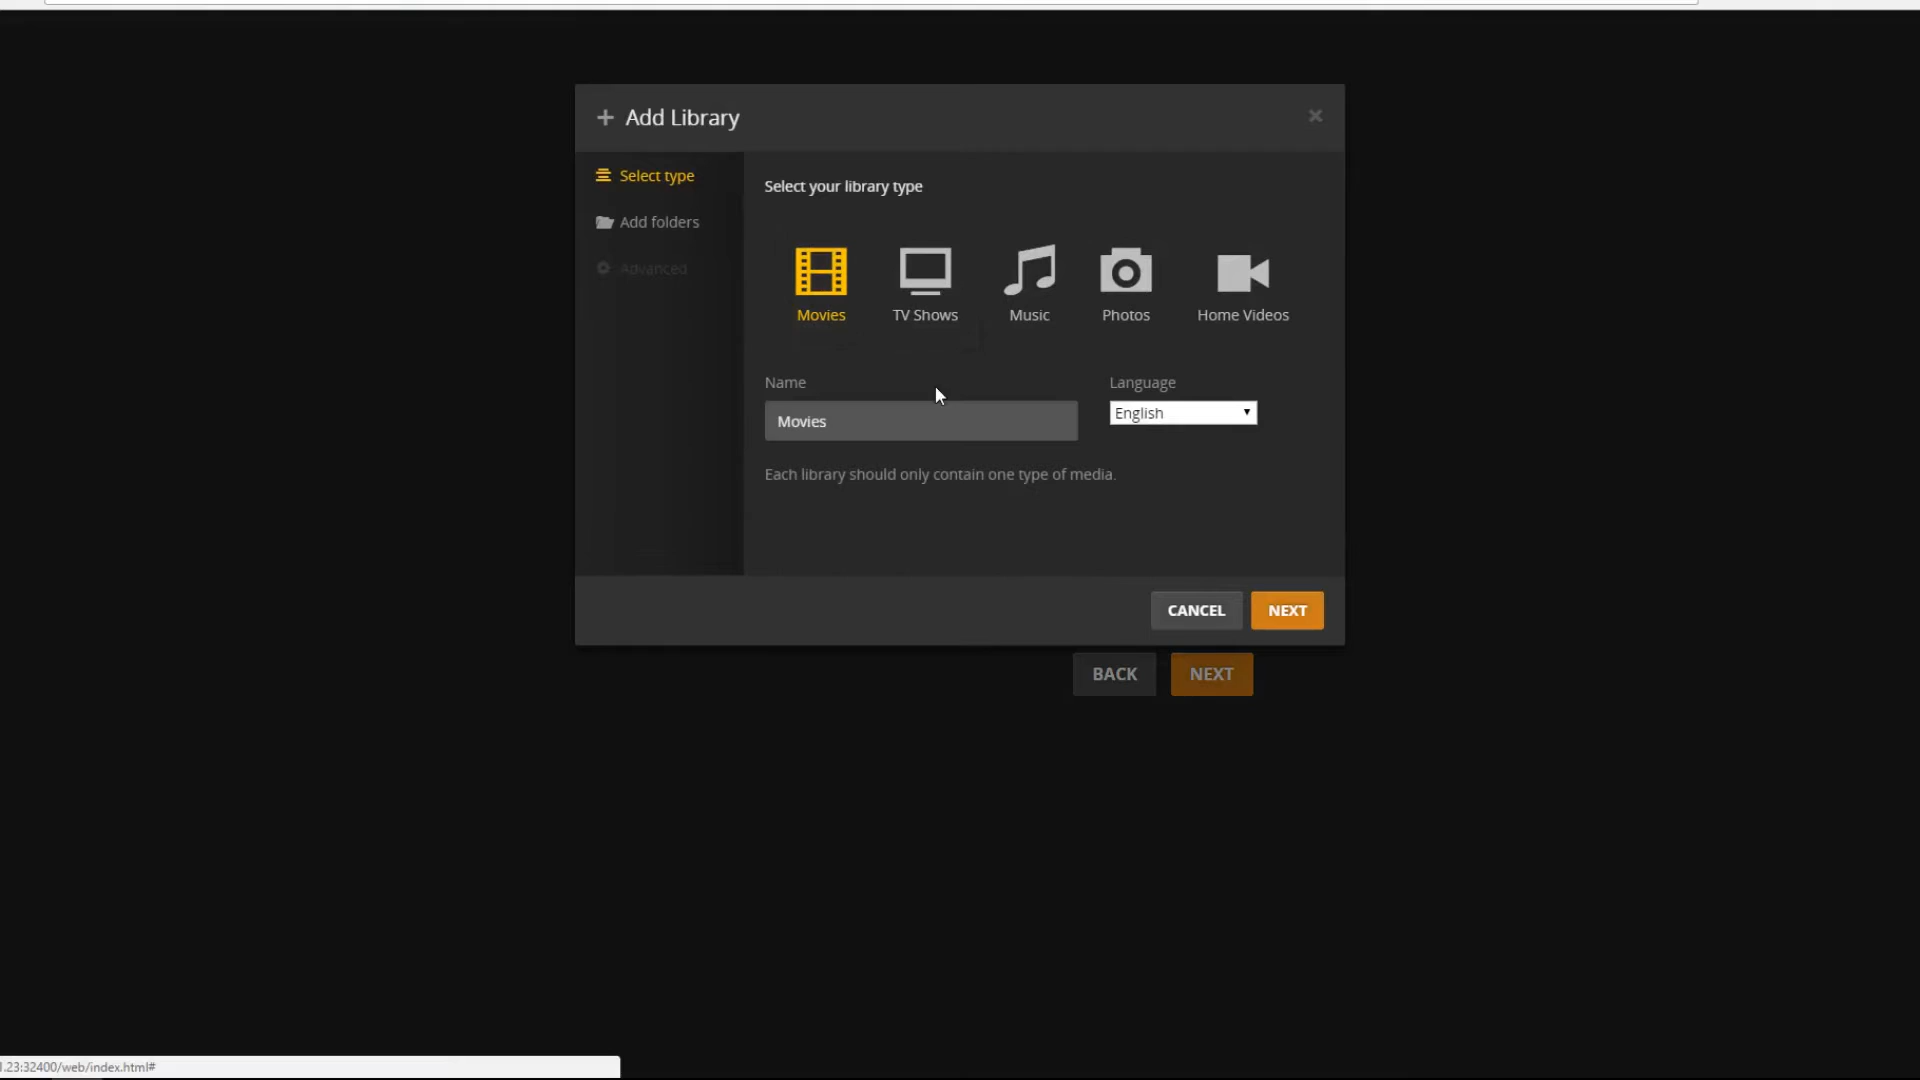 Add Library
×
Select type
Add folders
Advanced
Select your library type
Movies
TV Shows
Music
Photos
Home Videos
Name
Language
Movies
English
Each library should only contain one type of media.
CANCEL
NEXT
BACK
NEXT
.23:32400/web/index.html#